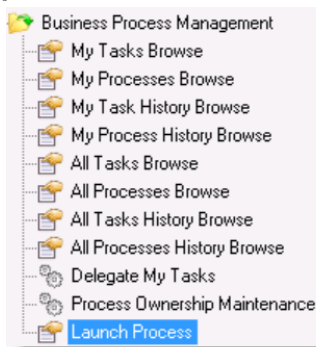 Business Process Management
My Tasks Browse
My Processes Browse
My Task History Browse
My Process History Browse
All Tasks Browse
All Processes Browse
All Tasks History Browse
All Processes History Browse
Delegate My Tasks
Process Ownership Maintenance
Launch Process